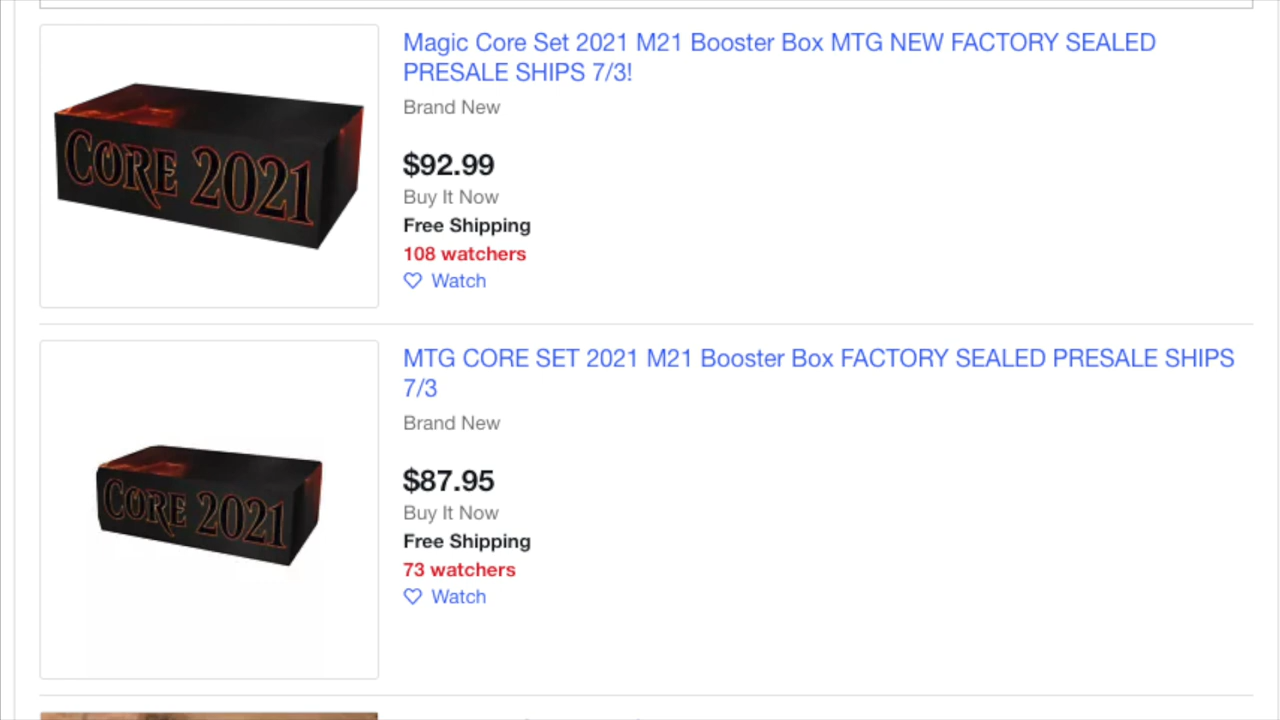 CORE 2021
Magic Core Set 2021 M21 Booster Box MTG NEW FACTORY SEALED
PRESALE SHIPS 7/3!
Brand New
$92.99
Buy It Now
Free Shipping
108 watchers
Watch
CORE 2021
MTG CORE SET 2021 M21 Booster Box FACTORY SEALED PRESALE SHIPS
7/3
Brand New
$87.95
Buy It Now
Free Shipping
73 watchers
Watch